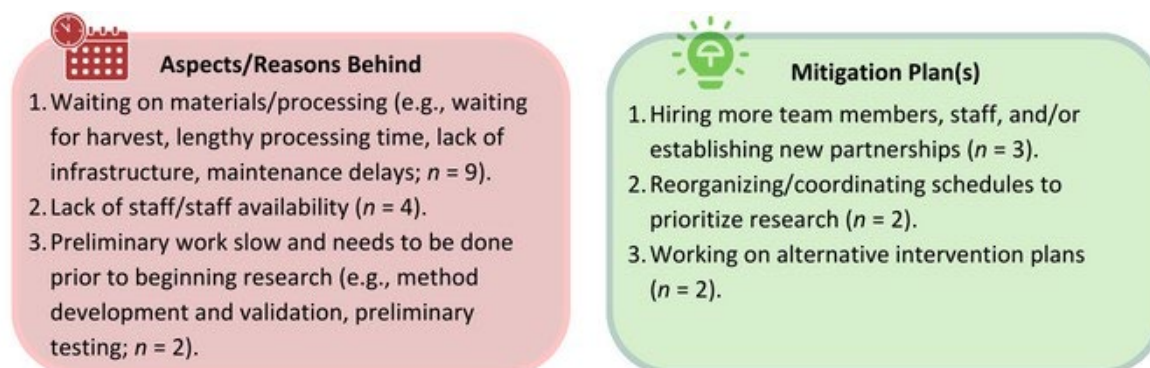 Aspects/Reasons Behind
1. Waiting on materials/processing (e.g., waiting
for harvest, lengthy processing time, lack of
infrastructure, maintenance delays; n = 9).
2. Lack of staff/staff availability (n = 4).
3. Preliminary work slow and needs to be done
prior to beginning research (e.g., method
development and validation, preliminary
testing; n = 2).
Mitigation Plan(s)
1. Hiring more team members, staff, and/or
establishing new partnerships (n = 3).
2. Reorganizing/coordinating schedules to
prioritize research (n = 2).
3. Working on alternative intervention plans
(n = 2).